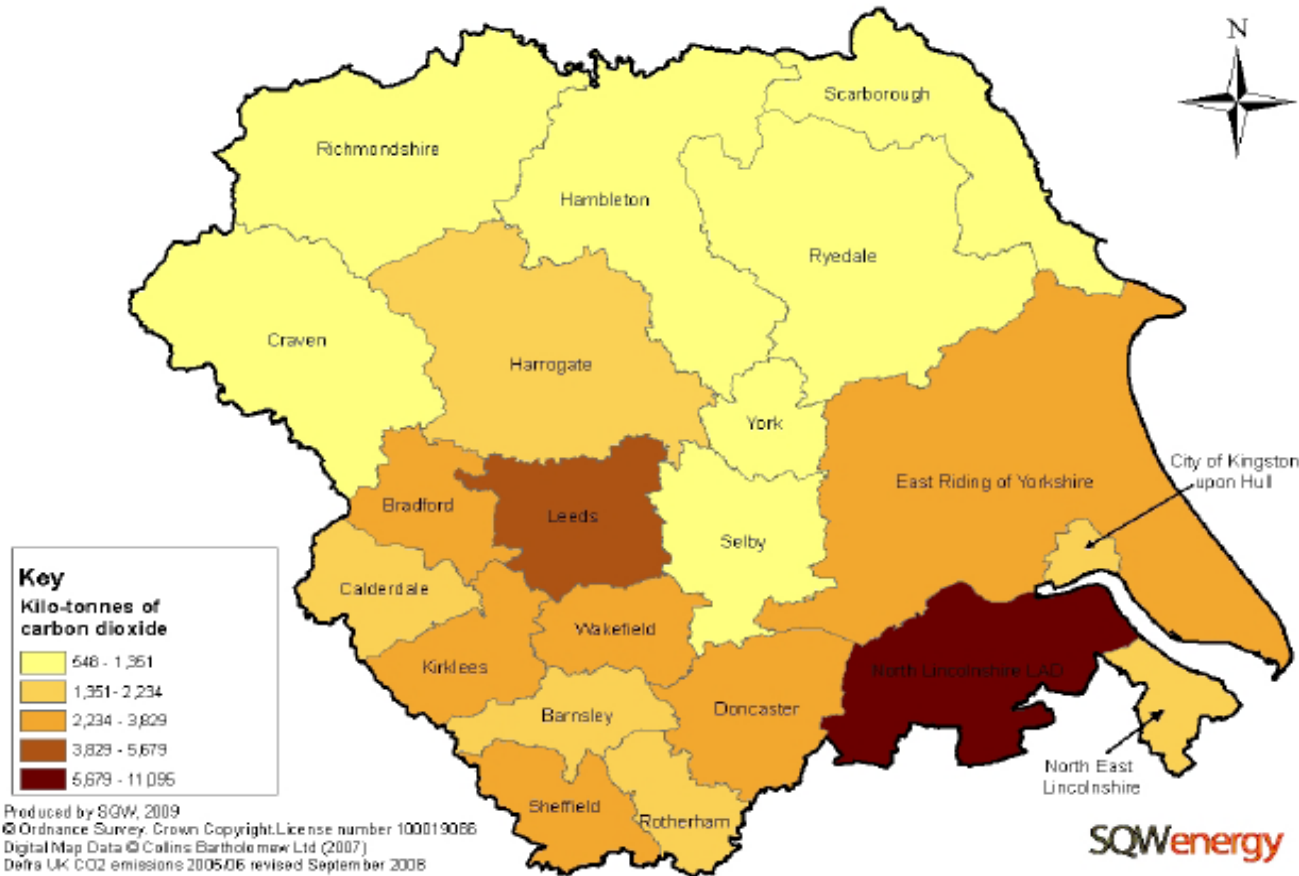 N
Scarborough
Richmondshire
Hambleton
Ryedale
Craven
Harrogate
York
City of Kingston
upon Hull
East Riding of Yorkshire
Bradford
Leeds
Selby
Calderdale
Wakefield
Kirklees
North Lincolnshire LAD
Barnsley
Doncaster
North East
Lincolnshire
Sheffield
Rotherham
Key
Kilo-tonnes of
carbon dioxide
546 - 1,351
1,351 - 2,234
2,234 - 3,829
3,829 - 5,679
5,679 - 11,095
Produced by SQW, 2009
© Ordnance Survey. Crown Copyright.License number 100019086
Digital Map Data © Collins Bartholomew Ltd (2007)
Defra UK CO2 emissions 2005/06 revised September 2008
SQWenergy